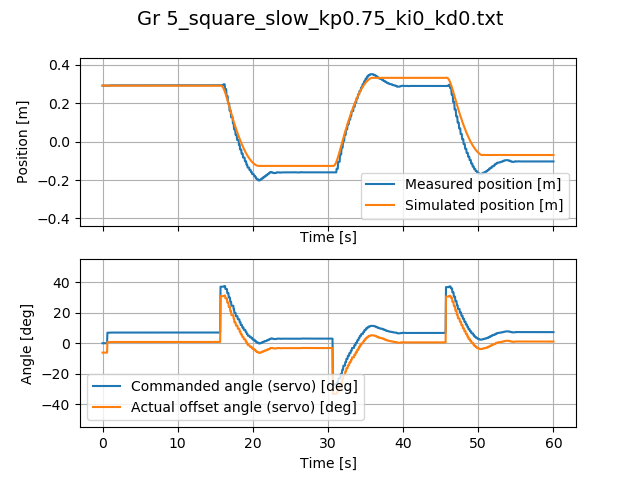 Gr 5_square_slow_kp0.75_ki0_kd0.txt
0.4
0.2
0.0
−0.2
−0.4
Position [m]
Measured position [m]
Simulated position [m]
Time [s]
40
20
0
−20
−40
Angle [deg]
Commanded angle (servo) [deg]
Actual offset angle (servo) [deg]
0 10 20 30 40 50 60
Time [s]